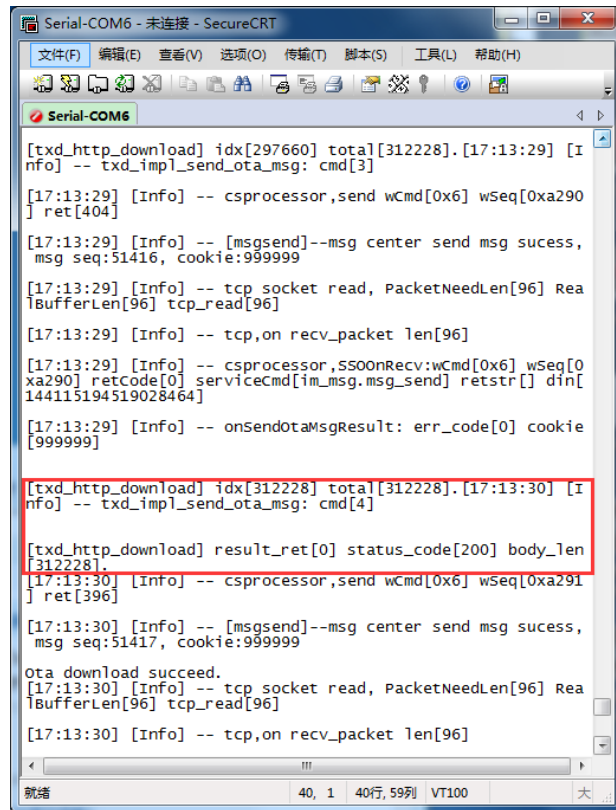 Serial-COM6 - 未连接 - SecureCRT
文件(F) 编辑(E) 查看(V) 选项(O) 传输(T) 脚本(S) 工具(L) 帮助(H)
Serial-COM6
[txd_http_download] idx[297660] total[312228].[17:13:29] [I
nfo] -- txd_impl_send_ota_msg: cmd[3]
[17:13:29] [Info] -- csprocessor,send wCmd[0x6] wSeq[0xa290
] ret[404]
[17:13:29] [Info] -- [msgsend]--msg center send msg sucess,
msg seq:51416, cookie:999999
[17:13:29] [Info] -- tcp socket read, PacketNeedLen[96] Rea
lBufferLen[96] tcp_read[96]
[17:13:29] [Info] -- tcp,on recv_packet len[96]
[17:13:29] [Info] -- csprocessor,SSOOnRecv:wCmd[0x6] wSeq[0
xa290] retCode[0] serviceCmd[im_msg.msg_send] retstr[] din[
144115194519028464]
[17:13:29] [Info] -- onSendOtaMsgResult: err_code[0] cookie
[999999]
[txd_http_download] idx[312228] total[312228].[17:13:30] [I
nfo] -- txd_impl_send_ota_msg: cmd[4]
[txd_http_download] result_ret[0] status_code[200] body_len
[312228].
[17:13:30] [Info] -- csprocessor,send wCmd[0x6] wSeq[0xa291
] ret[396]
[17:13:30] [Info] -- [msgsend]--msg center send msg sucess,
msg seq:51417, cookie:999999
Ota download succeed.
[17:13:30] [Info] -- tcp socket read, PacketNeedLen[96] Rea
lBufferLen[96] tcp_read[96]
[17:13:30] [Info] -- tcp,on recv_packet len[96]
就绪 40, 1 40行, 59列 VT100 大